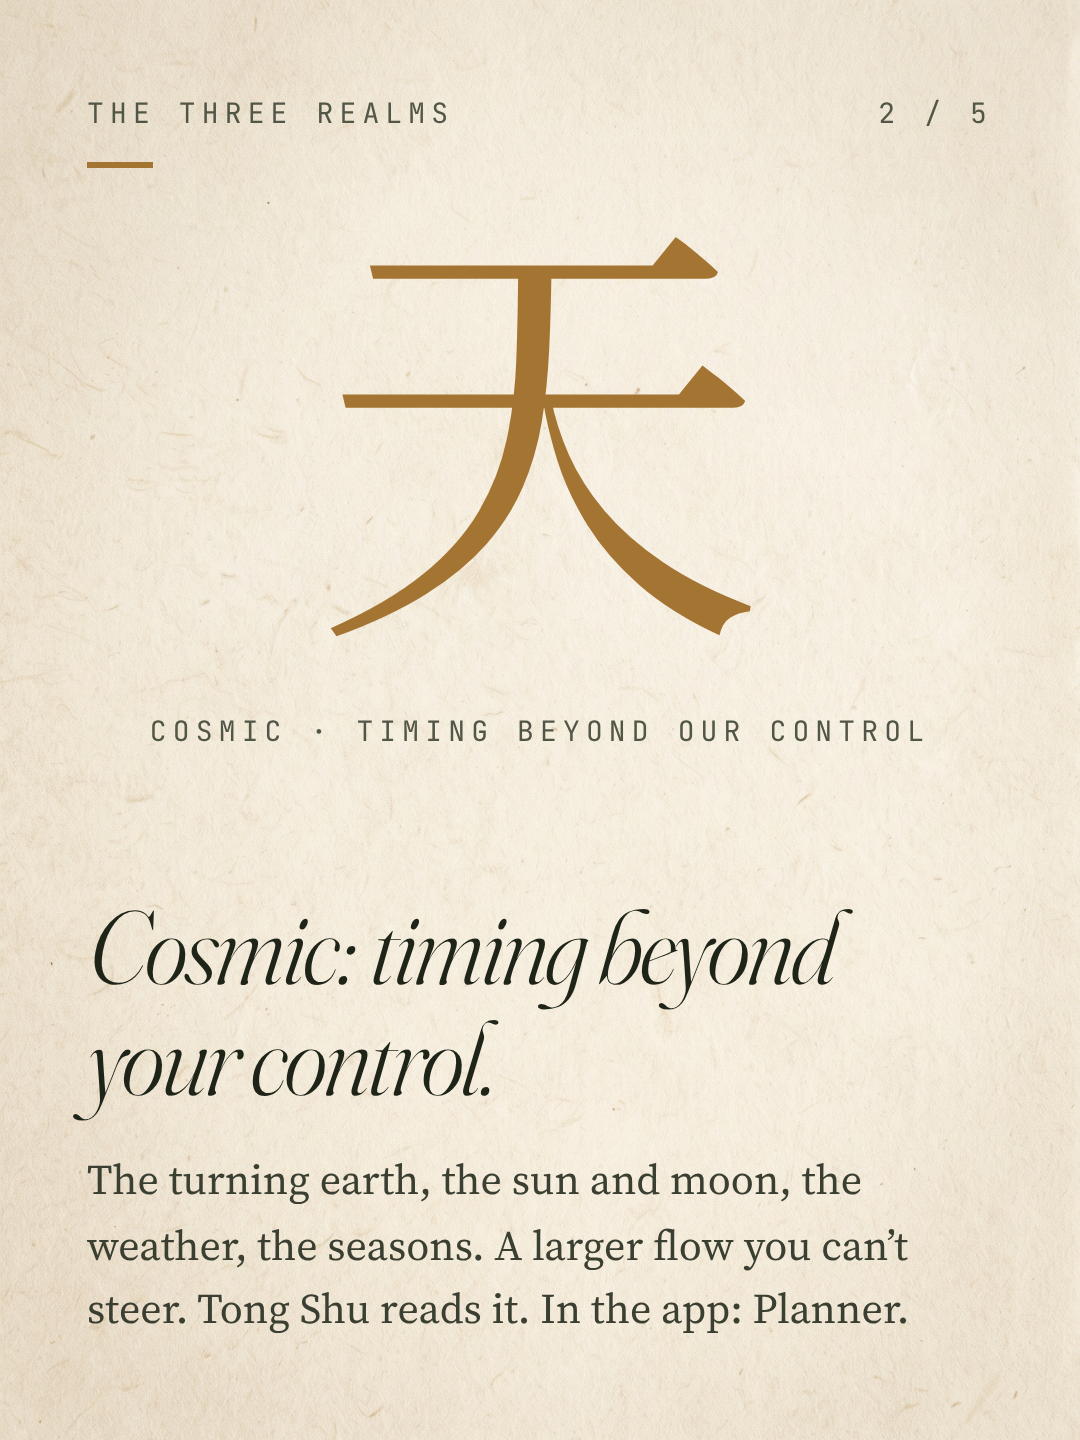 THE THREE REALMS
2 / 5
天
COSMIC · TIMING BEYOND OUR CONTROL
Cosmic: timing beyond
your control.
The turning earth, the sun and moon, the
weather, the seasons. A larger flow you can’t
steer. Tong Shu reads it. In the app: Planner.